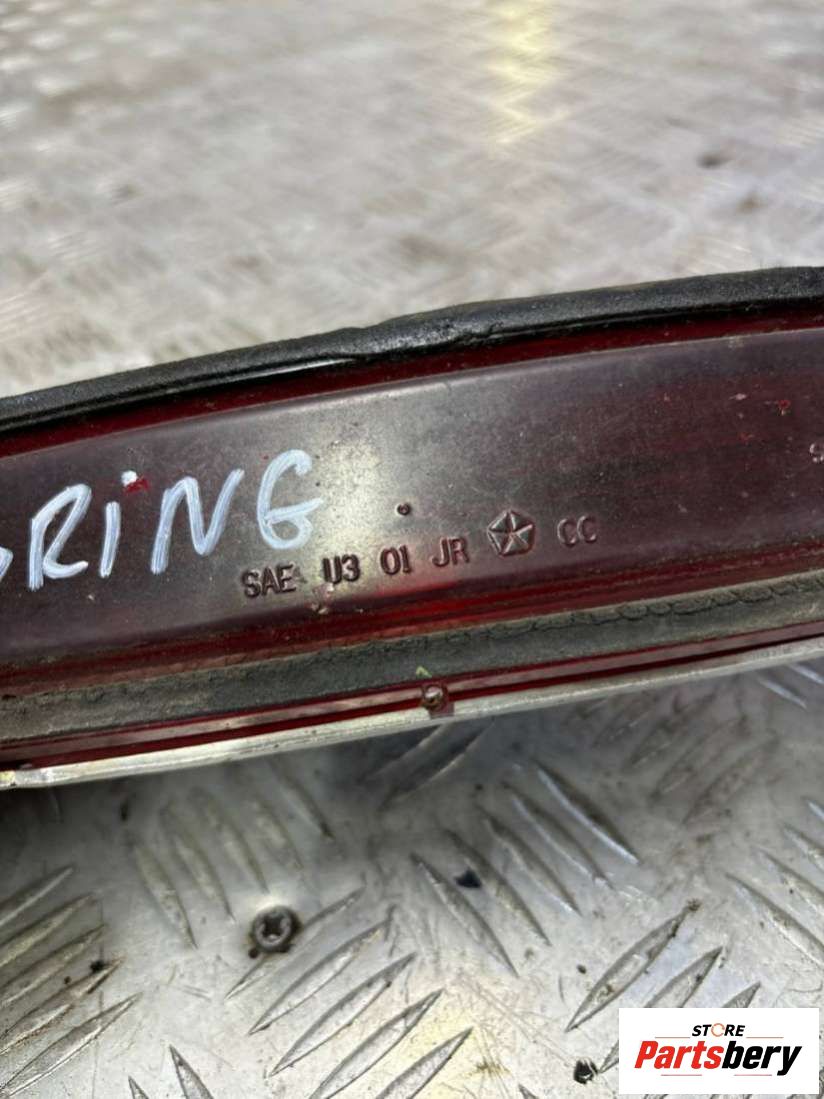 RING
SAE U3 01 JR CC
STORE
Partsbery